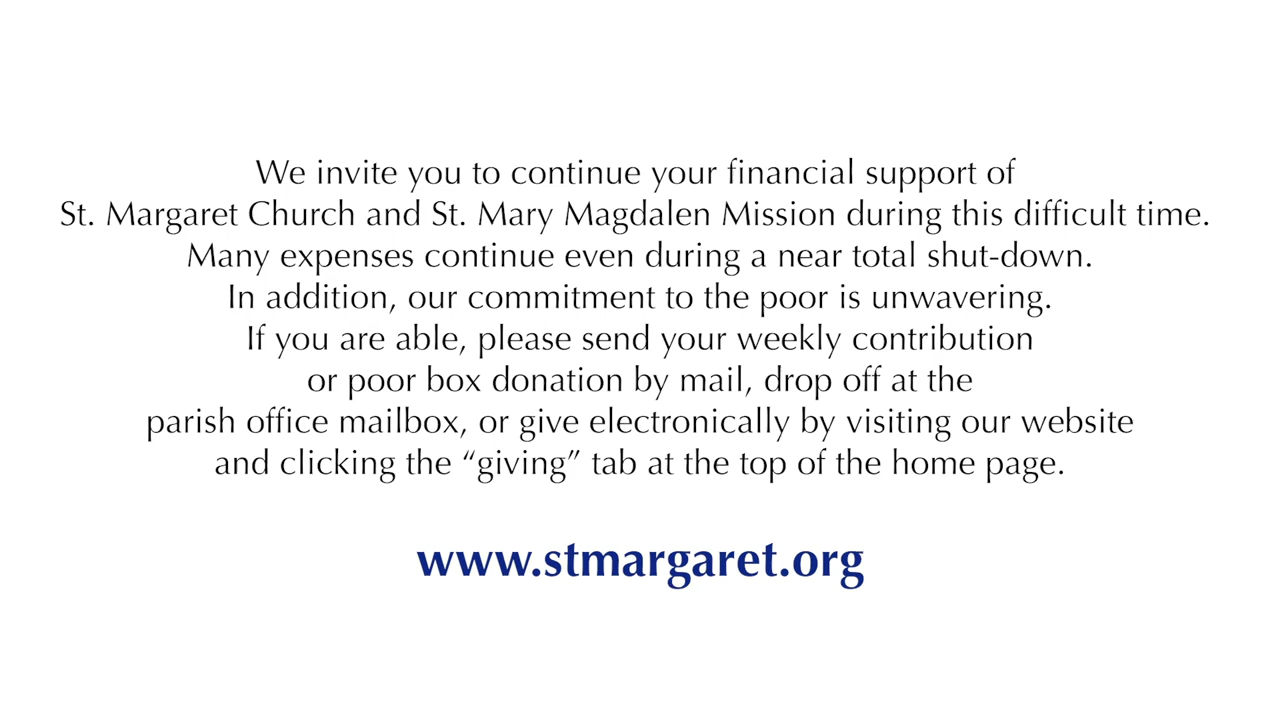 We invite you to continue your financial support of
St. Margaret Church and St. Mary Magdalen Mission during this difficult time.
Many expenses continue even during a near total shut-down.
In addition, our commitment to the poor is unwavering.
If you are able, please send your weekly contribution
or poor box donation by mail, drop off at the
parish office mailbox, or give electronically by visiting our website
and clicking the “giving” tab at the top of the home page.
www.stmargaret.org